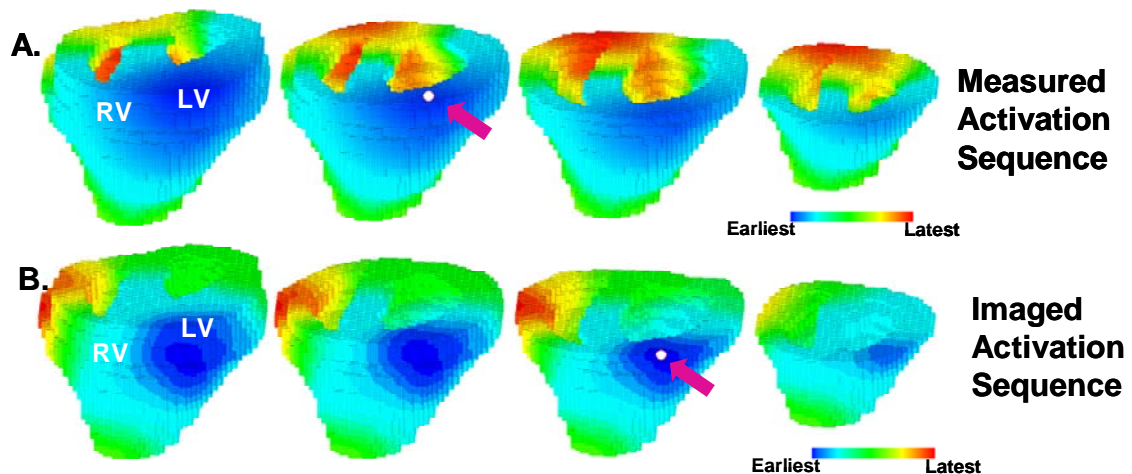 A.
RV
LV
Measured
Activation
Sequence
Earliest
Latest
B.
RV
LV
Imaged
Activation
Sequence
Earliest
Latest